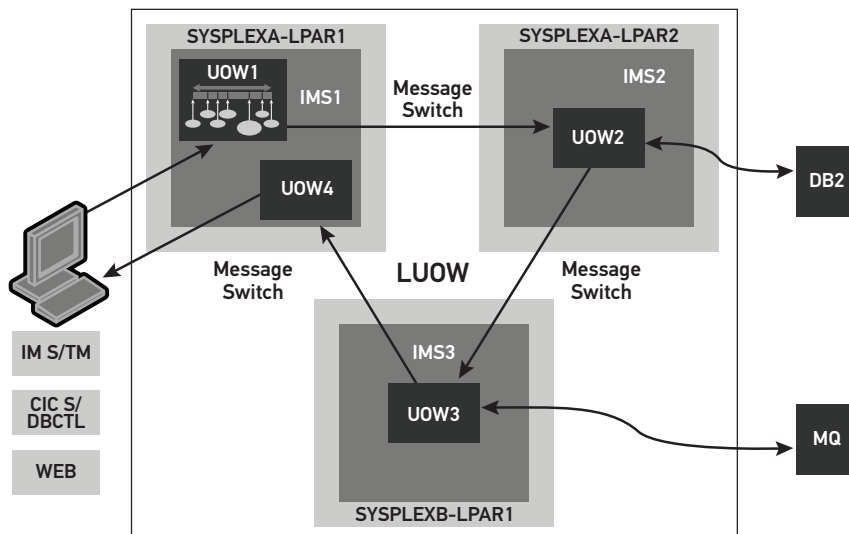 SYSPLEXA-LPAR1
UOW1
IMS1
UOW4
Message
Switch
SYSPLEXA-LPAR2
IMS2
UOW2
DB2
Message
Switch
LUOW
Message
Switch
IMS3
UOW3
SYSPLEXB-LPAR1
MQ
IM S/TM
CIC S/
DBCTL
WEB